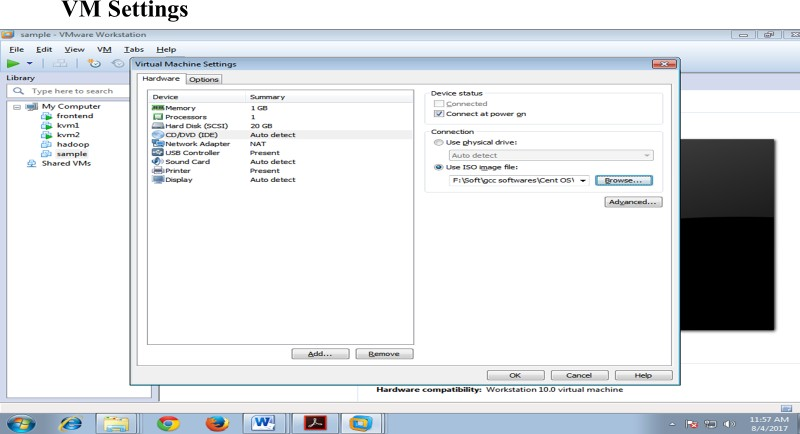 VM Settings
sample - VMware Workstation
File Edit View VM Tabs Help
Library
Type here to search
My Computer
frontend
kvm1
kvm2
hadoop
sample
Shared VMs
Virtual Machine Settings
Hardware Options
Device Summary
Memory 1 GB
Processors 1
Hard Disk (SCSI) 20 GB
CD/DVD (IDE) Auto detect
Network Adapter NAT
USB Controller Present
Sound Card Auto detect
Printer Present
Display Auto detect
Add... Remove
Device status
Connected
Connect at power on
Connection
Use physical drive:
Auto detect
Use ISO image file:
F:\Soft\gcc softwares\Cent OS\ Browse...
Advanced...
OK Cancel Help
Hardware compatibility: Workstation 10.0 virtual machine
11:57 AM
8/4/2017